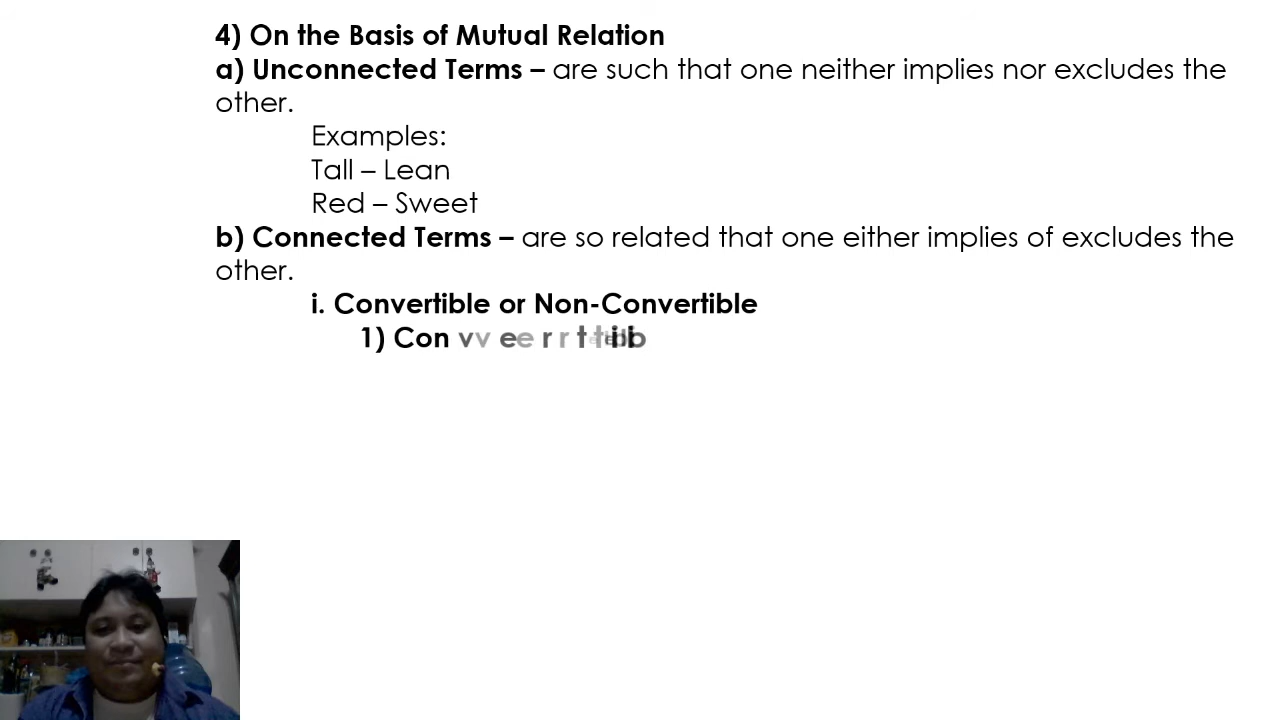 4) On the Basis of Mutual Relation
a) Unconnected Terms – are such that one neither implies nor excludes the
other.
Examples:
Tall – Lean
Red – Sweet
b) Connected Terms – are so related that one either implies of excludes the
other.
i. Convertible or Non-Convertible
1)